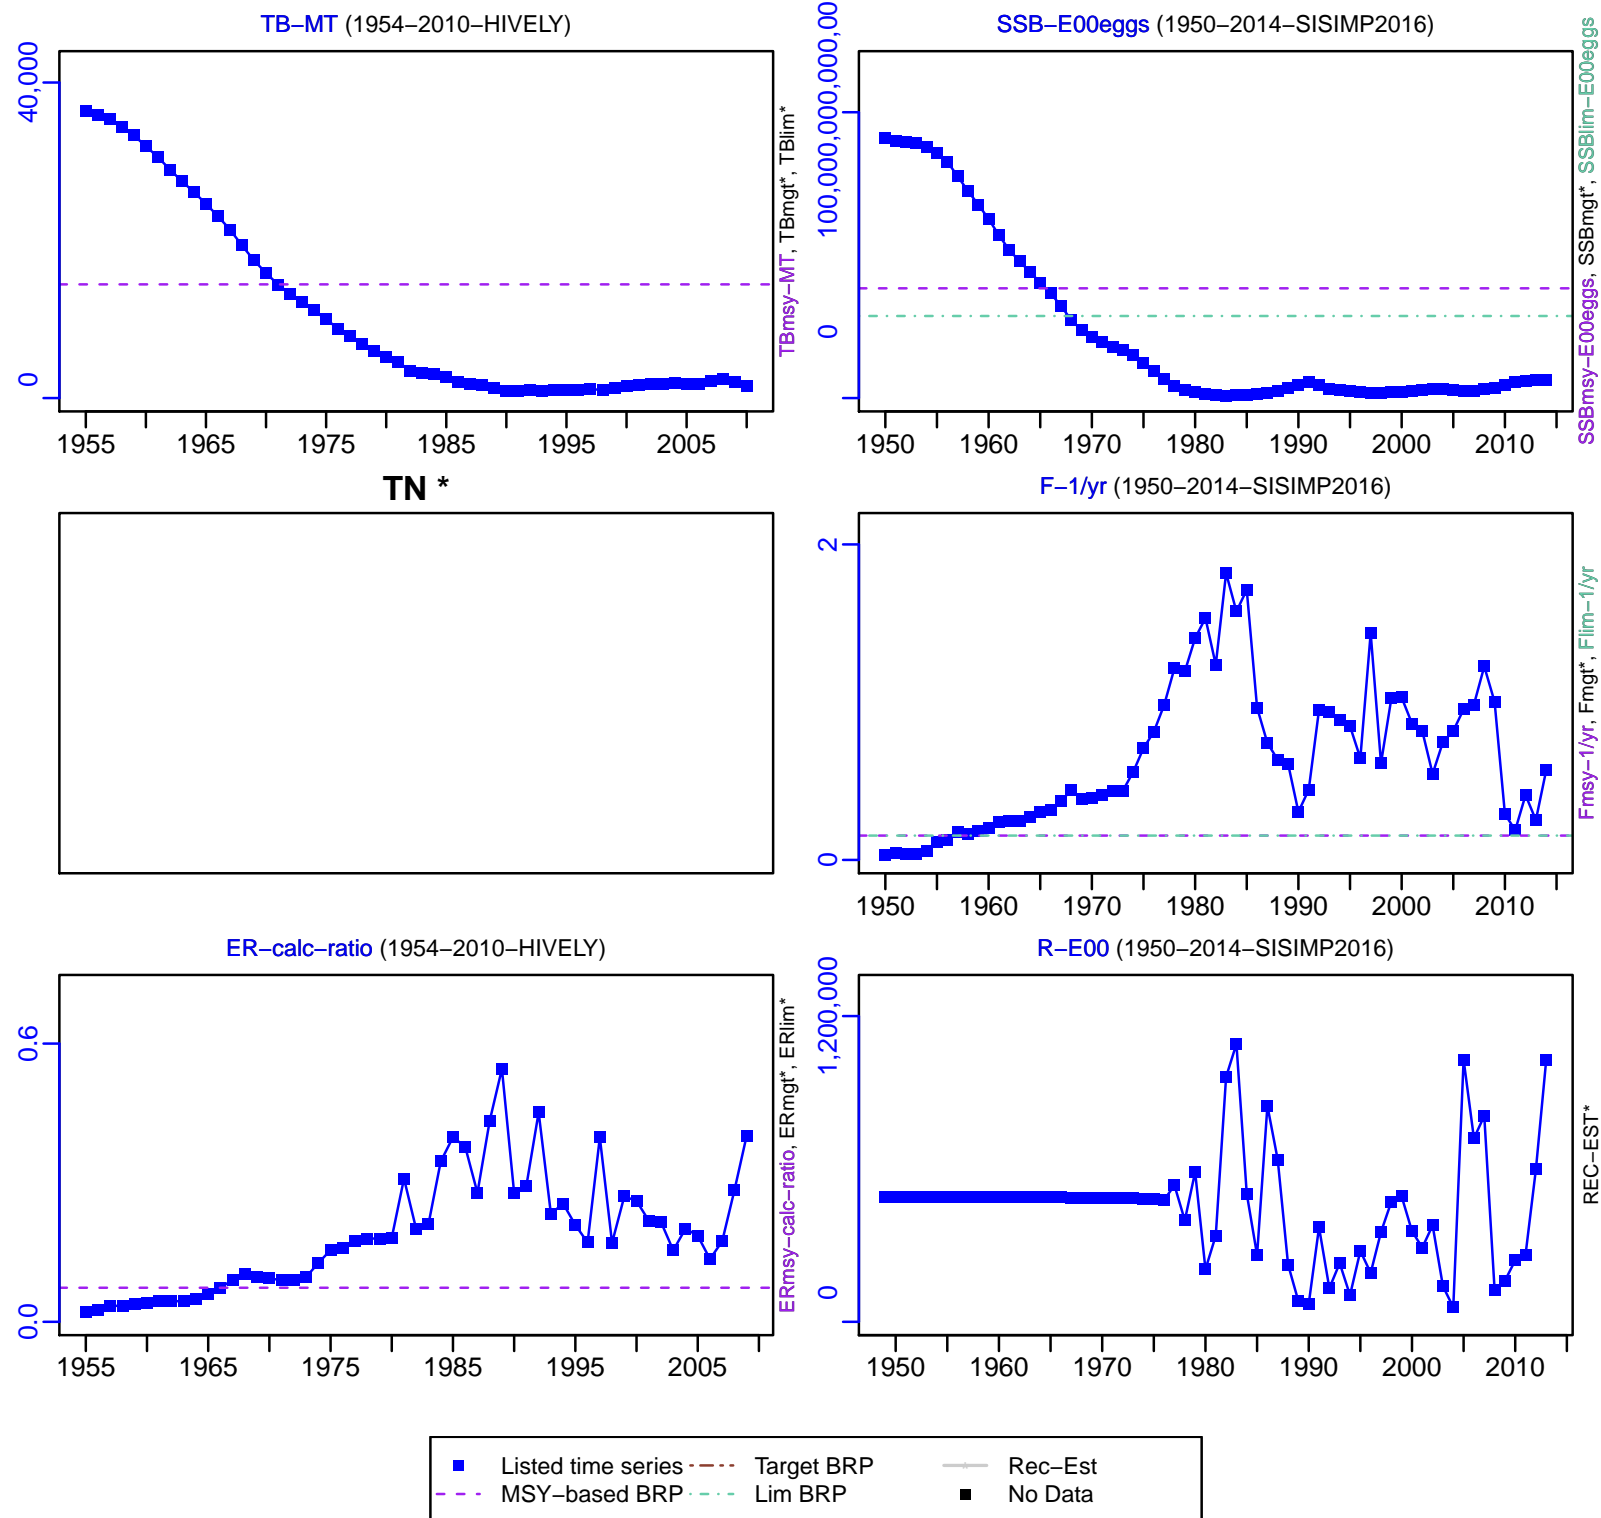 TB−MT (1954−2010−HIVELY)
40,000
0
1955 1965 1975 1985 1995 2005
TBmsy−MT, TBmgt*, TBlim*
SSB−E00eggs (1950−2014−SISIMP2016)
100,000,000,00
0
1950 1960 1970 1980 1990 2000 2010
SSBmsy−E00eggs, SSBmgt*, SSBlim−E00eggs
TN *
F−1/yr (1950−2014−SISIMP2016)
2
0
1950 1960 1970 1980 1990 2000 2010
Fmsy−1/yr, Fmgt*, Flim−1/yr
ER−calc−ratio (1954−2010−HIVELY)
0.6
0.0
1955 1965 1975 1985 1995 2005
ERmsy−calc−ratio, ERmgt*, ERlim*
R−E00 (1950−2014−SISIMP2016)
1,200,000
0
1950 1960 1970 1980 1990 2000 2010
REC−EST*
Listed time series Target BRP Rec−Est
MSY−based BRP Lim BRP No Data